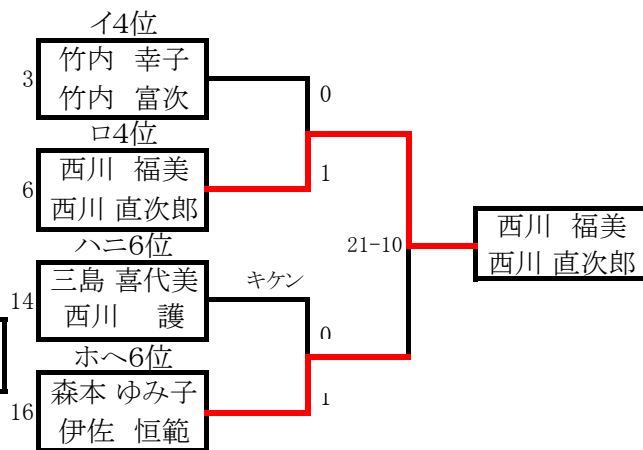 イ4位
3
竹内 幸子
竹内 富次
0
ロ4位
6
西川 福美
西川 直次郎
1
21-10
西川 福美
西川 直次郎
ハニ6位
14
三島 喜代美
西川 護
キケン
0
ホヘ6位
16
森本 ゆみ子
伊佐 恒範
1